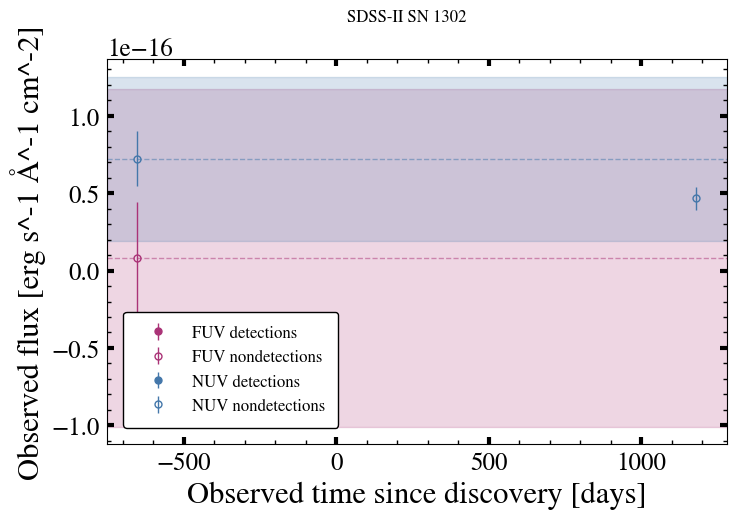 SDSS-II SN 1302
1e−16
Observed flux [erg s^-1 Å^-1 cm^-2]
1.0
0.5
0.0
−0.5
−1.0
FUV detections
FUV nondetections
NUV detections
NUV nondetections
−500 0 500 1000
Observed time since discovery [days]